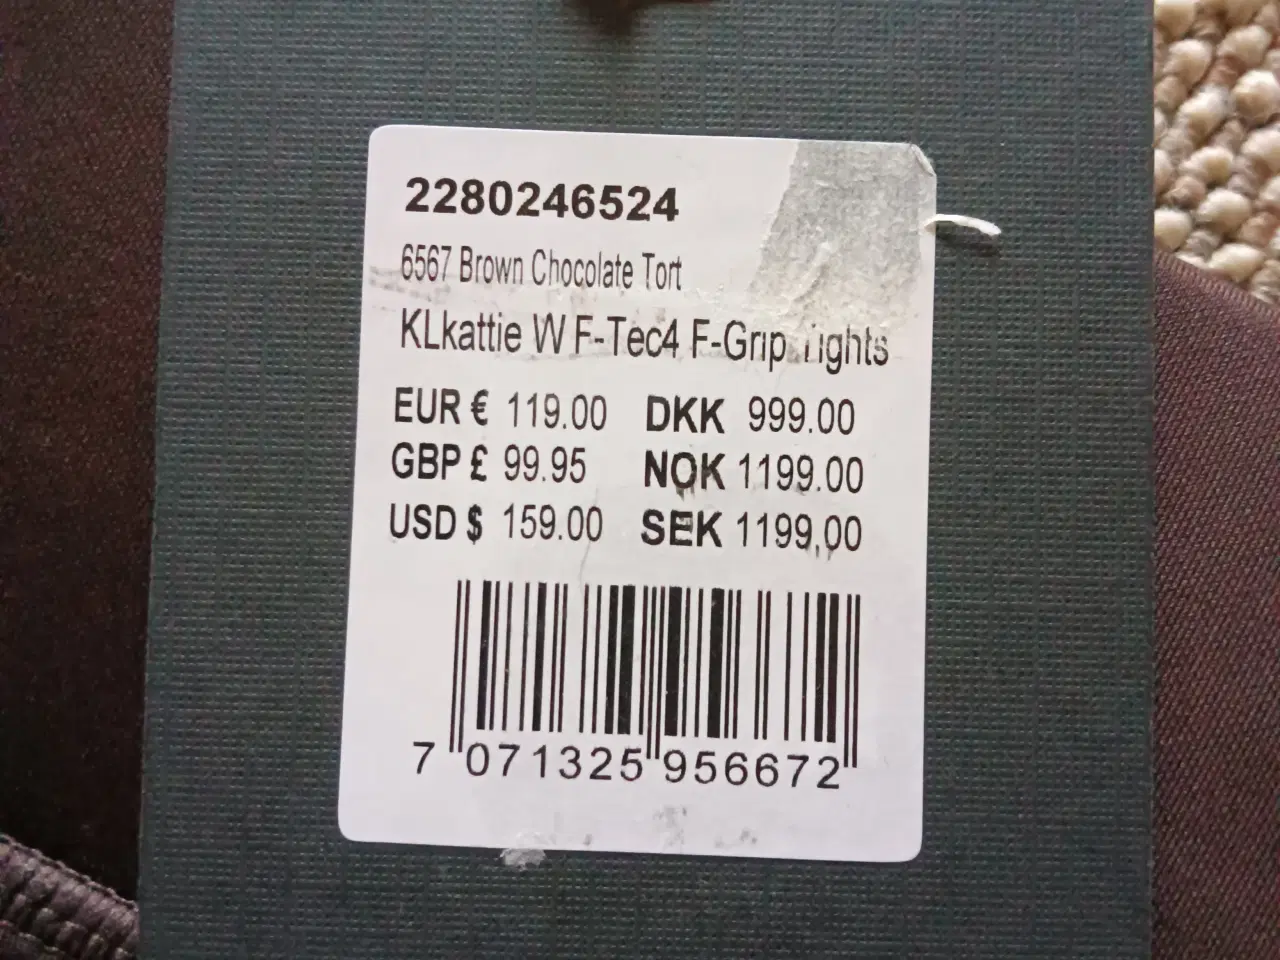 2280246524
6567 Brown Chocolate Tort
KLkattie W F-Tec4 F-Grip Tights
EUR € 119.00 DKK 999.00
GBP £ 99.95 NOK 1199.00
USD $ 159.00 SEK 1199.00
7 071325 956672